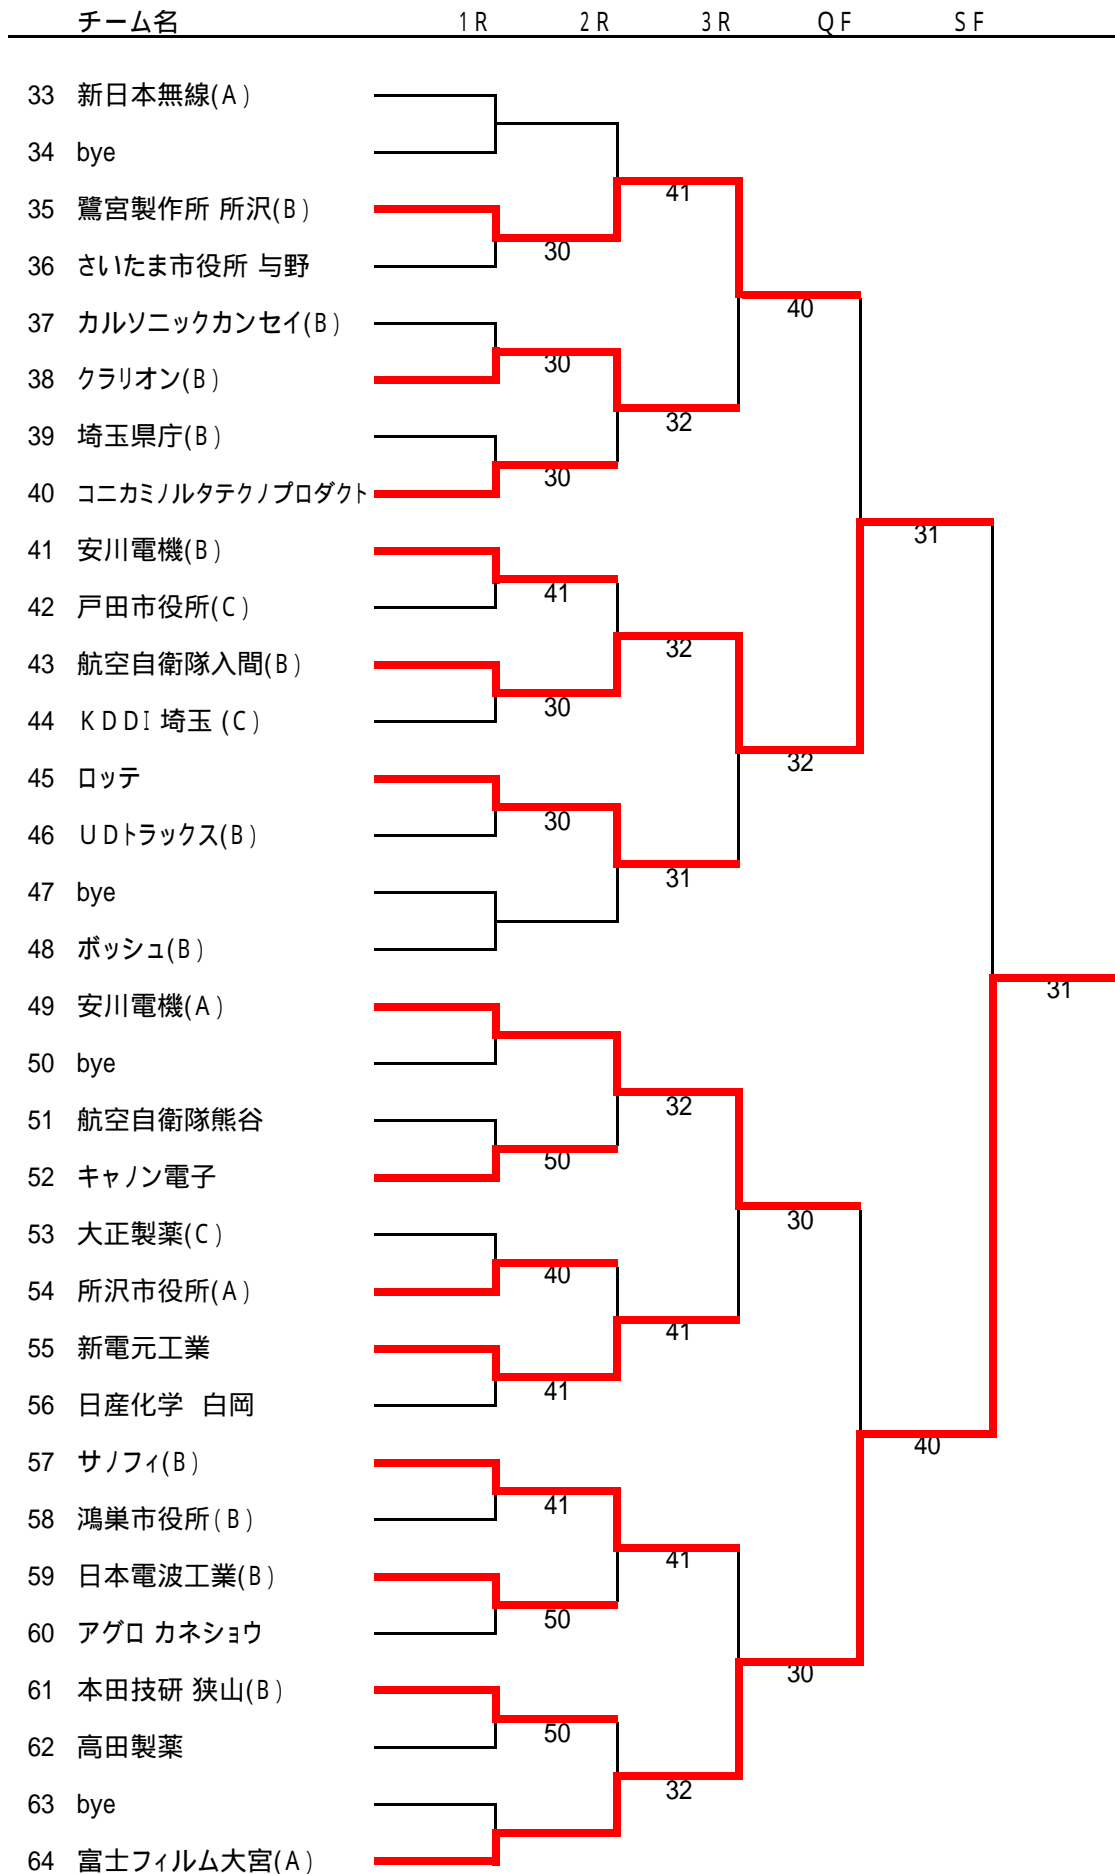 チーム名 1R 2R 3R QF SF
33 新日本無線(A)
34 bye
41
35 鷺宮製作所 所沢(B)
30
36 さいたま市役所 与野
40
37 カルソニックカンセイ(B)
30
38 クラリオン(B)
32
39 埼玉県庁(B)
30
40 コニカミノルタテクノプロダクト
31
41 安川電機(B)
41
42 戸田市役所(C)
32
43 航空自衛隊入間(B)
30
44 KDDI 埼玉 (C)
32
45 ロッテ
30
46 UDトラックス(B)
31
47 bye
48 ボッシュ(B)
31
49 安川電機(A)
50 bye
32
51 航空自衛隊熊谷
50
52 キャノン電子
30
53 大正製薬(C)
40
54 所沢市役所(A)
41
55 新電元工業
41
56 日産化学 白岡
40
57 サノフィ(B)
41
58 鴻巣市役所(B)
41
59 日本電波工業(B)
50
60 アグロ カネショウ
30
61 本田技研 狭山(B)
50
62 高田製薬
32
63 bye
64 富士フィルム大宮(A)